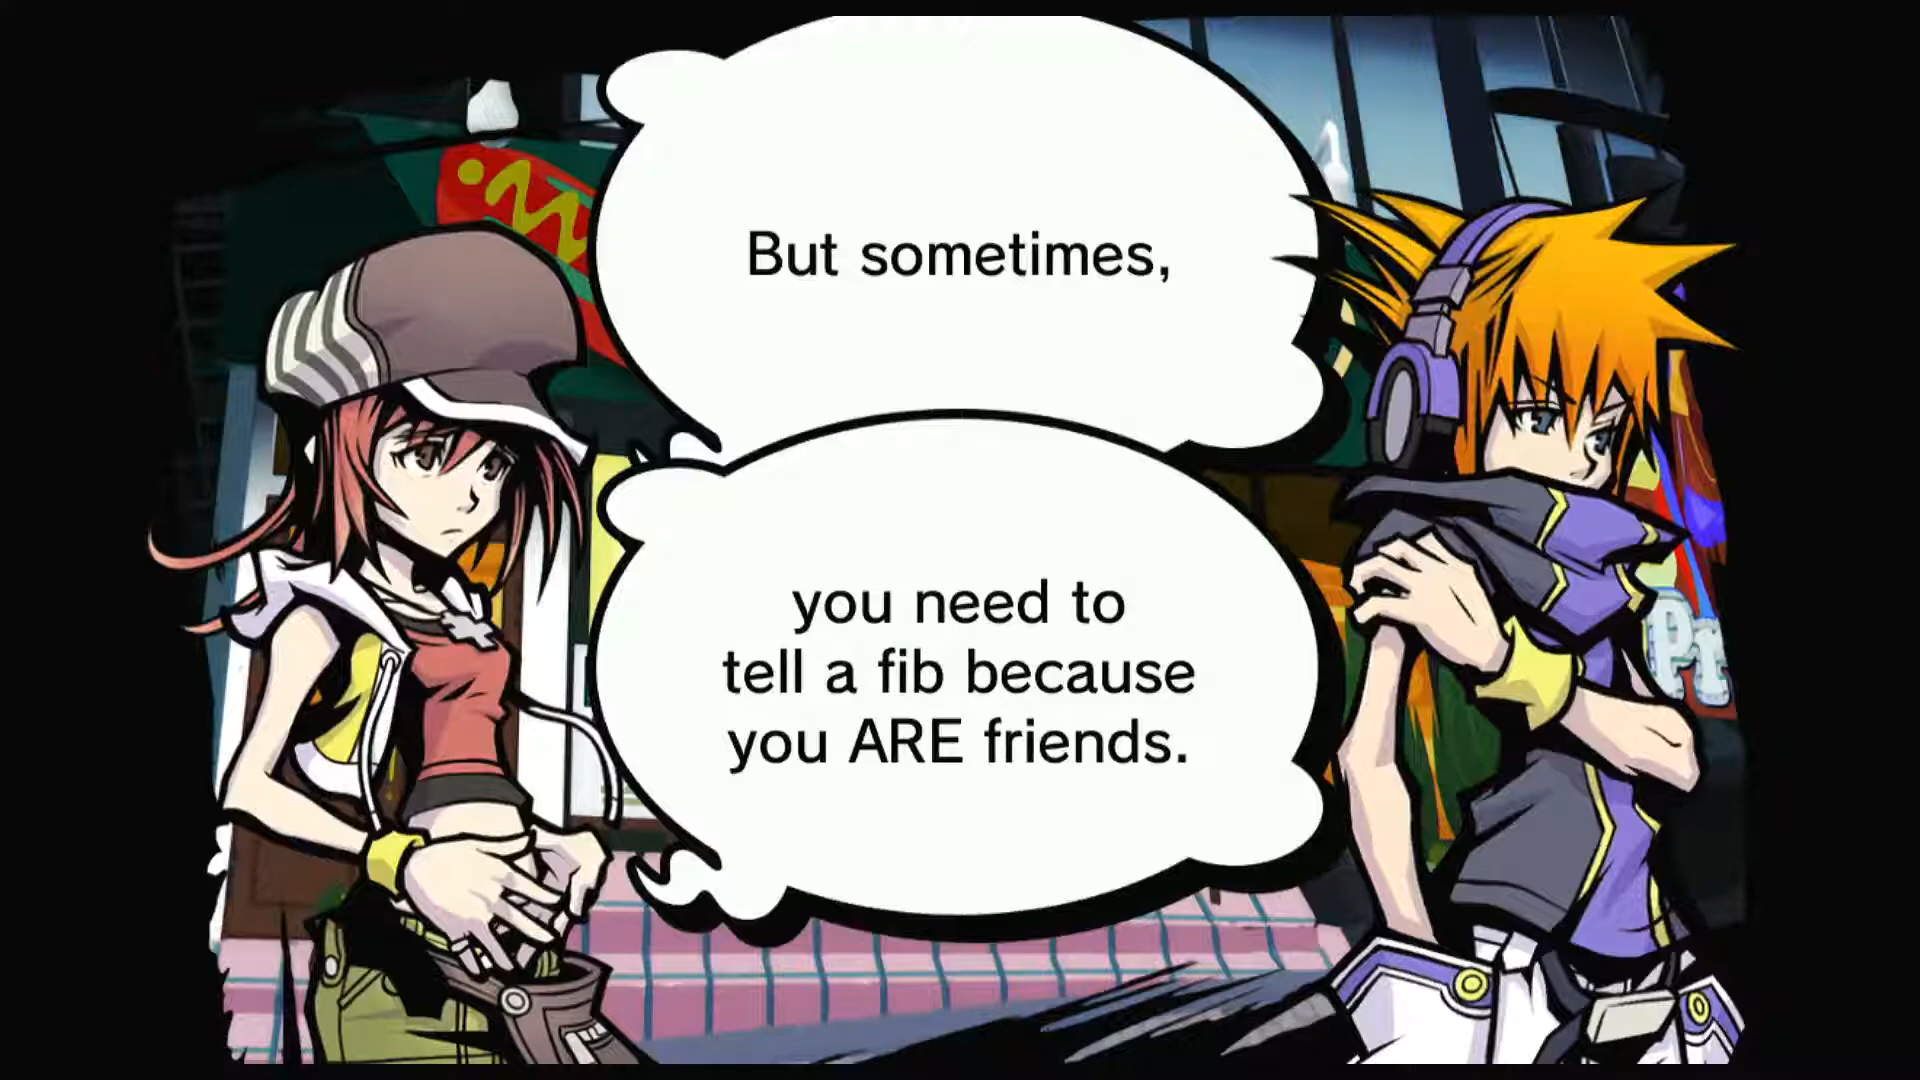 But sometimes,
you need to
tell a fib because
you ARE friends.